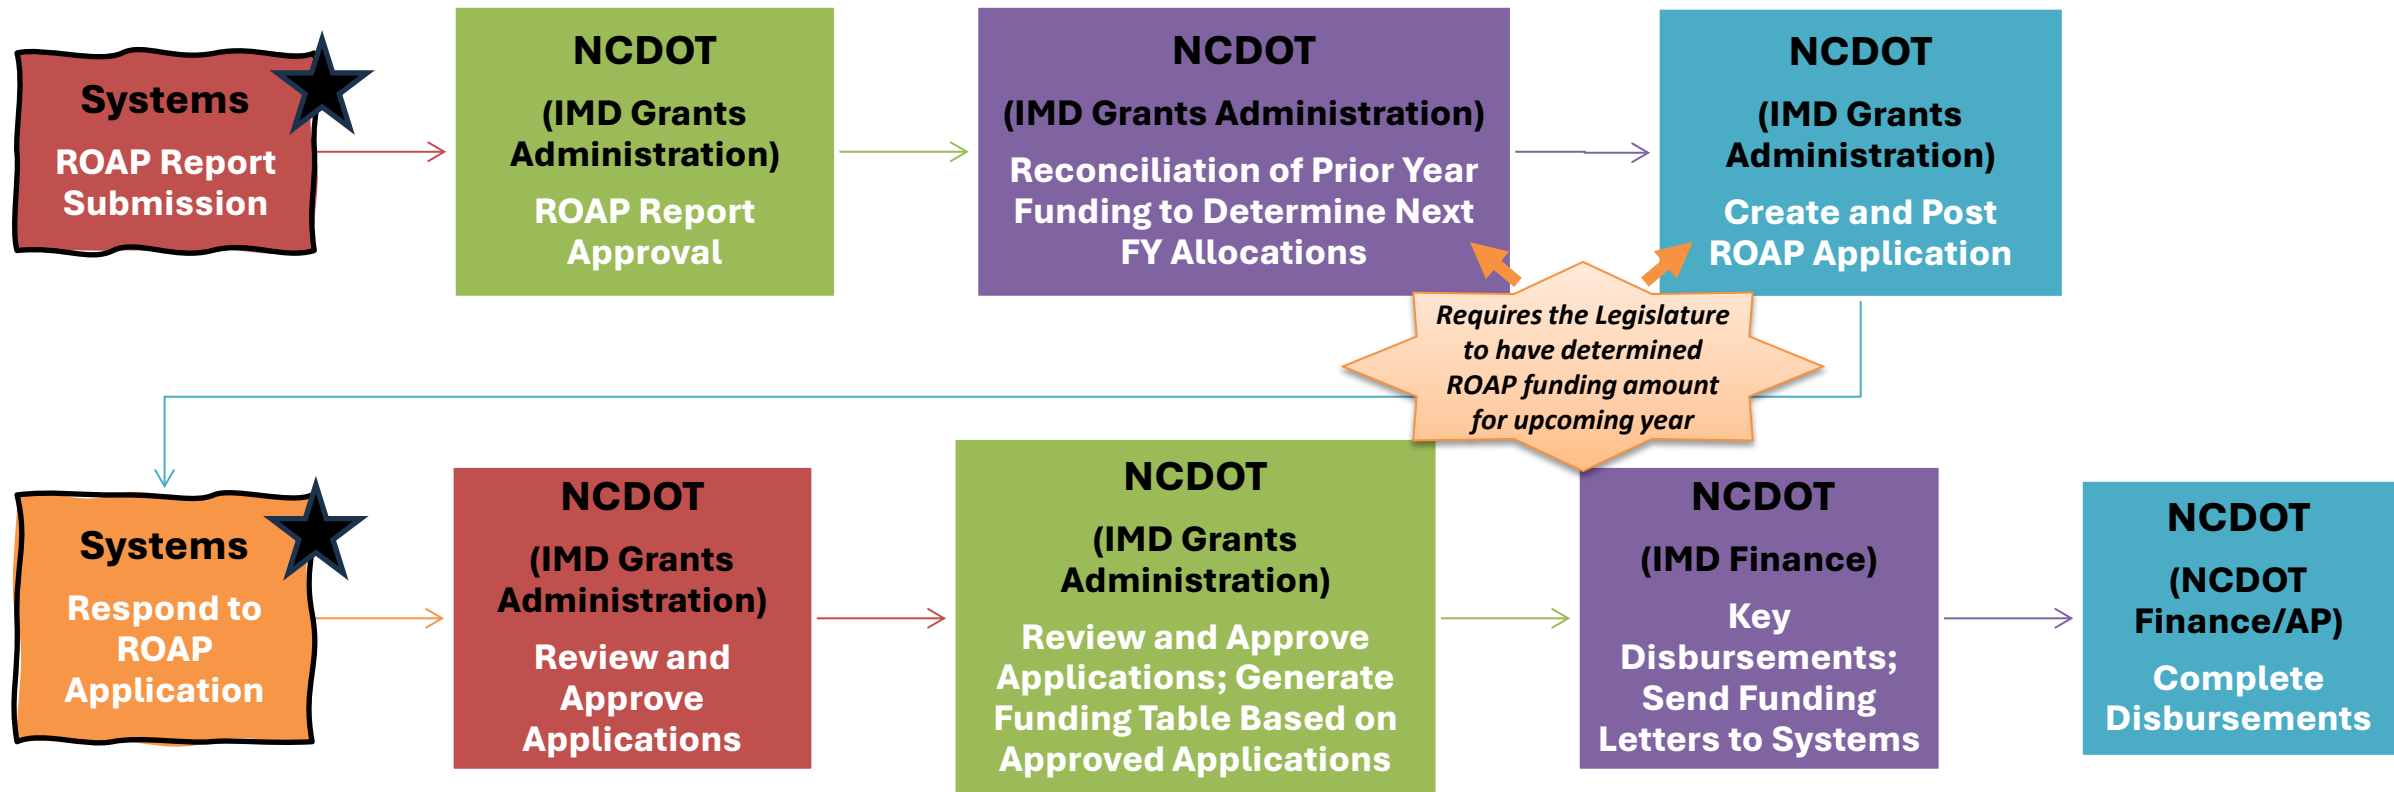 Systems
ROAP Report
Submission
NCDOT
(IMD Grants
Administration)
ROAP Report
Approval
NCDOT
(IMD Grants Administration)
Reconciliation of Prior Year
Funding to Determine Next
FY Allocations
NCDOT
(IMD Grants
Administration)
Create and Post
ROAP Application
Requires the Legislature
to have determined
ROAP funding amount
for upcoming year
Systems
Respond to
ROAP
Application
NCDOT
(IMD Grants
Administration)
Review and
Approve
Applications
NCDOT
(IMD Grants
Administration)
Review and Approve
Applications; Generate
Funding Table Based on
Approved Applications
NCDOT
(IMD Finance)
Key
Disbursements;
Send Funding
Letters to Systems
NCDOT
(NCDOT
Finance/AP)
Complete
Disbursements